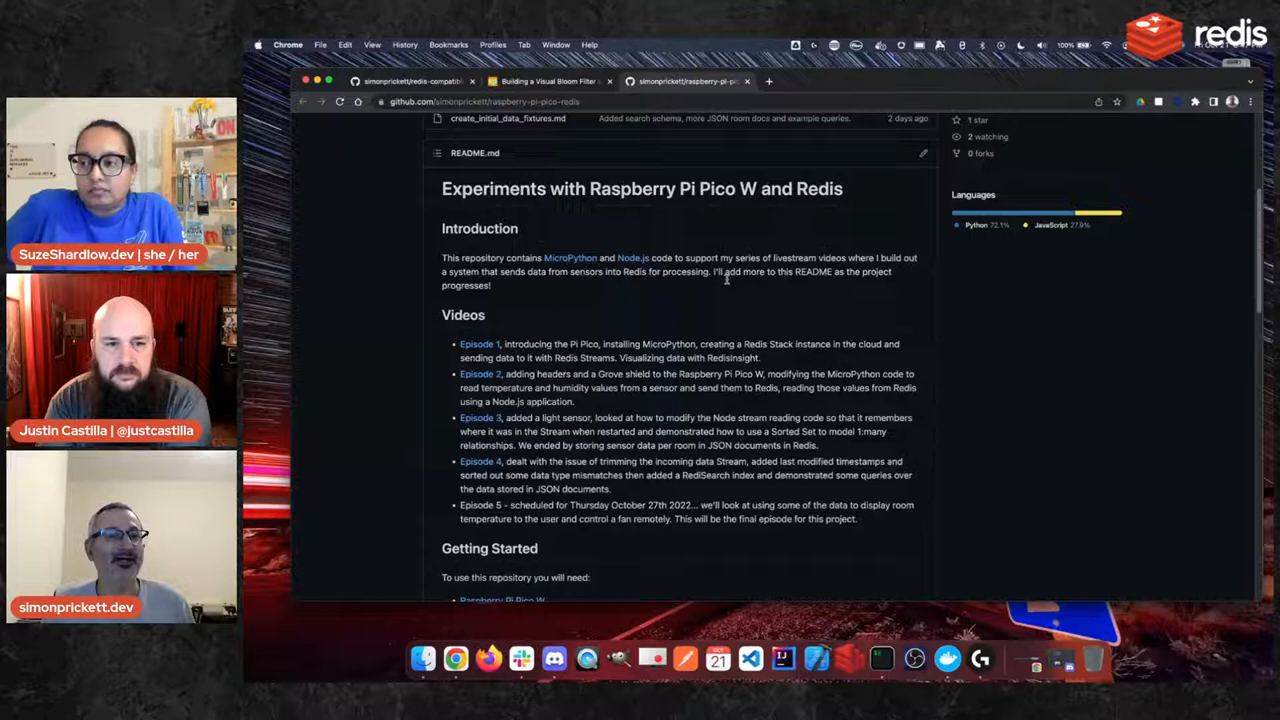 redis
Chrome File Edit View History Bookmarks Profiles Tab Window Help
100%
simonprickett/redis-compatibl
Building a Visual Bloom Filter
simonprickett/raspberry-pi-pic
github.com/simonprickett/raspberry-pi-pico-redis
create_initial_data_fixtures.md Added search schema, more JSON room docs and example queries. 2 days ago
1 star
2 watching
0 forks
README.md
Experiments with Raspberry Pi Pico W and Redis
Languages
Python 72.1% JavaScript 27.9%
Introduction
This repository contains MicroPython and Node.js code to support my series of livestream videos where I build out
a system that sends data from sensors into Redis for processing. I'll add more to this README as the project
progresses!
Videos
Episode 1, introducing the Pi Pico, installing MicroPython, creating a Redis Stack instance in the cloud and
sending data to it with Redis Streams. Visualizing data with RedisInsight.
Episode 2, adding headers and a Grove shield to the Raspberry Pi Pico W, modifying the MicroPython code to
read temperature and humidity values from a sensor and send them to Redis, reading those values from Redis
using a Node.js application.
Episode 3, added a light sensor, looked at how to modify the Node stream reading code so that it remembers
where it was in the Stream when restarted and demonstrated how to use a Sorted Set to model 1:many
relationships. We ended by storing sensor data per room in JSON documents in Redis.
Episode 4, dealt with the issue of trimming the incoming data Stream, added last modified timestamps and
sorted out some data type mismatches then added a RediSearch index and demonstrated some queries over
the data stored in JSON documents.
Episode 5 - scheduled for Thursday October 27th 2022... we'll look at using some of the data to display room
temperature to the user and control a fan remotely. This will be the final episode for this project.
Getting Started
To use this repository you will need:
Raspberry Pi Pico W
SuzeShardlow.dev | she / her
Justin Castilla | @justcastilla
simonprickett.dev
OCT
21